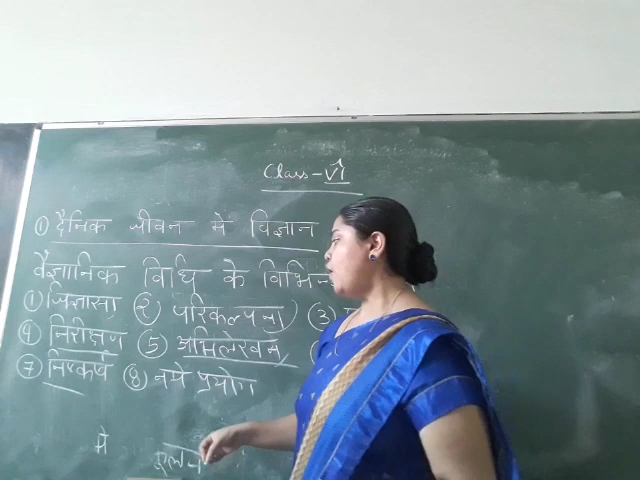 Class-VI
① दैनिक जीवन मे विज्ञान
वैज्ञानिक विधि के विभिन
① जिज्ञासा ② परिकल्पना ③
④ निरीक्षण ⑤ अभिलेखन
⑦ निष्कर्ष ⑧ नये प्रयोग
मे